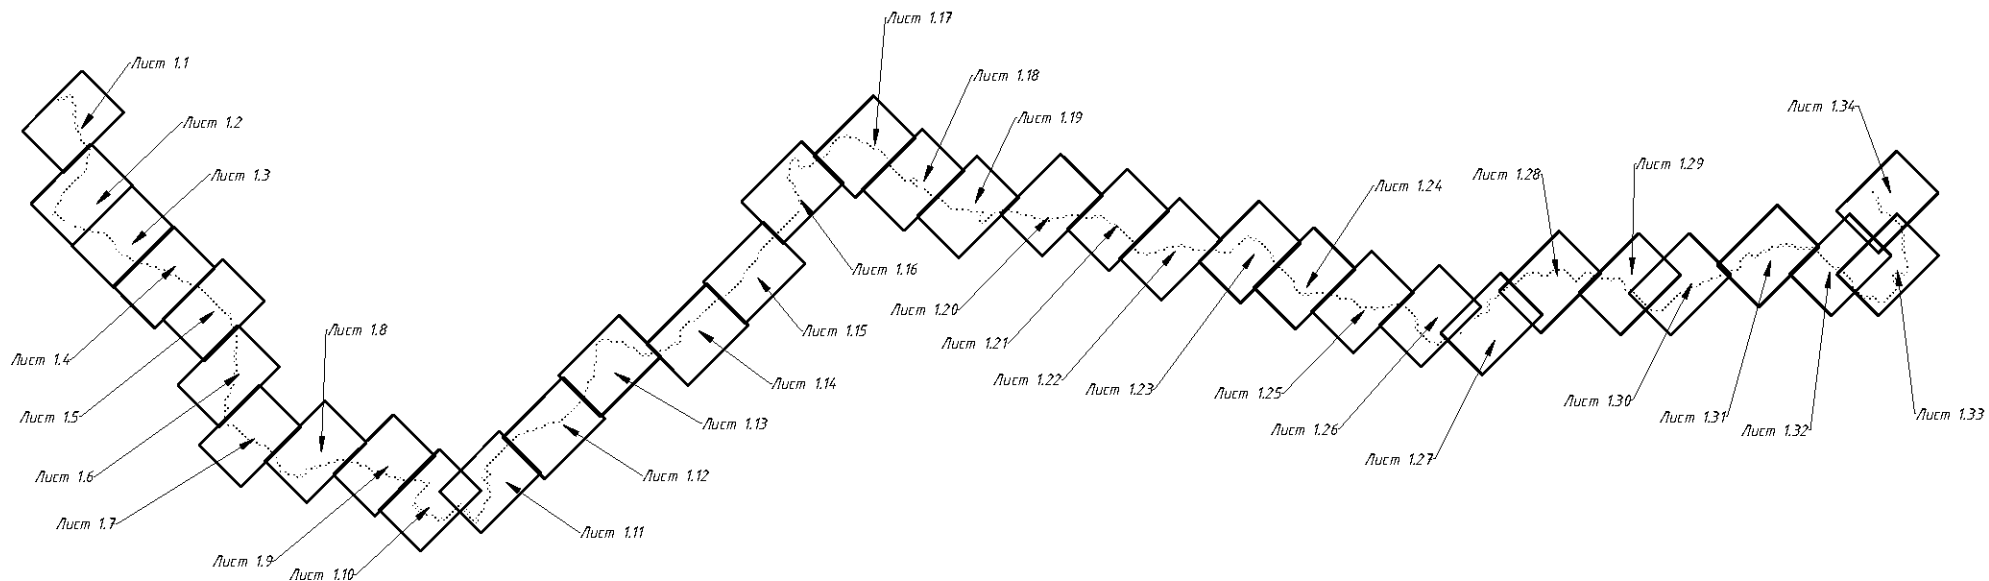 Лист 1.1
Лист 1.2
Лист 1.3
Лист 1.4
Лист 1.5
Лист 1.6
Лист 1.7
Лист 1.8
Лист 1.9
Лист 1.10
Лист 1.11
Лист 1.12
Лист 1.13
Лист 1.14
Лист 1.15
Лист 1.16
Лист 1.17
Лист 1.18
Лист 1.19
Лист 1.20
Лист 1.21
Лист 1.22
Лист 1.23
Лист 1.24
Лист 1.25
Лист 1.26
Лист 1.27
Лист 1.28
Лист 1.29
Лист 1.30
Лист 1.31
Лист 1.32
Лист 1.33
Лист 1.34